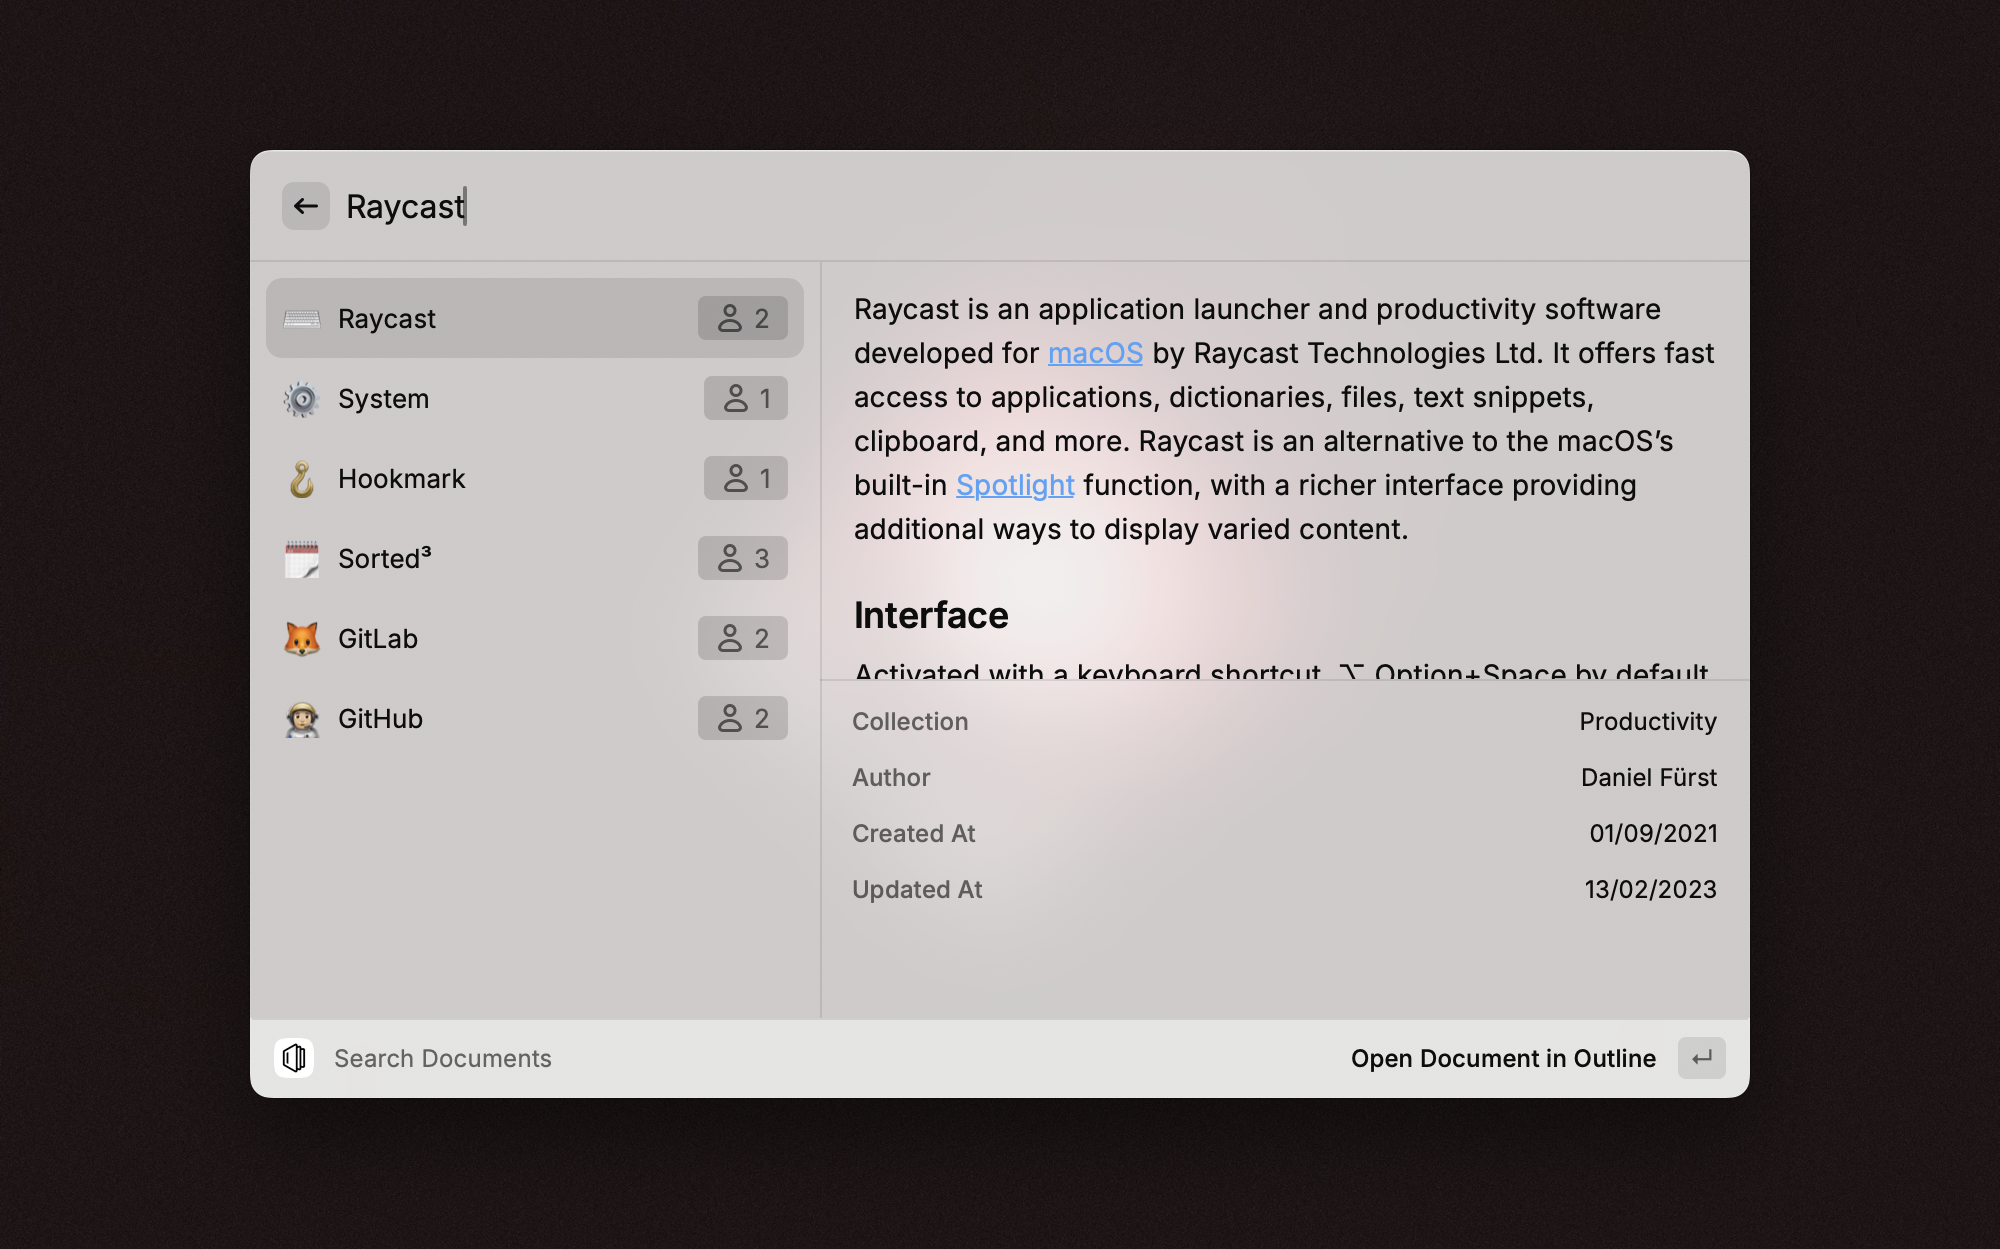 Raycast
Raycast 2
System 1
Hookmark 1
Sorted³ 3
GitLab 2
GitHub 2
Raycast is an application launcher and productivity software
developed for macOS by Raycast Technologies Ltd. It offers fast
access to applications, dictionaries, files, text snippets,
clipboard, and more. Raycast is an alternative to the macOS’s
built-in Spotlight function, with a richer interface providing
additional ways to display varied content.
Interface
Activated with a keyboard shortcut, ⌥ Option+Space by default,
Collection Productivity
Author Daniel Fürst
Created At 01/09/2021
Updated At 13/02/2023
Search Documents
Open Document in Outline